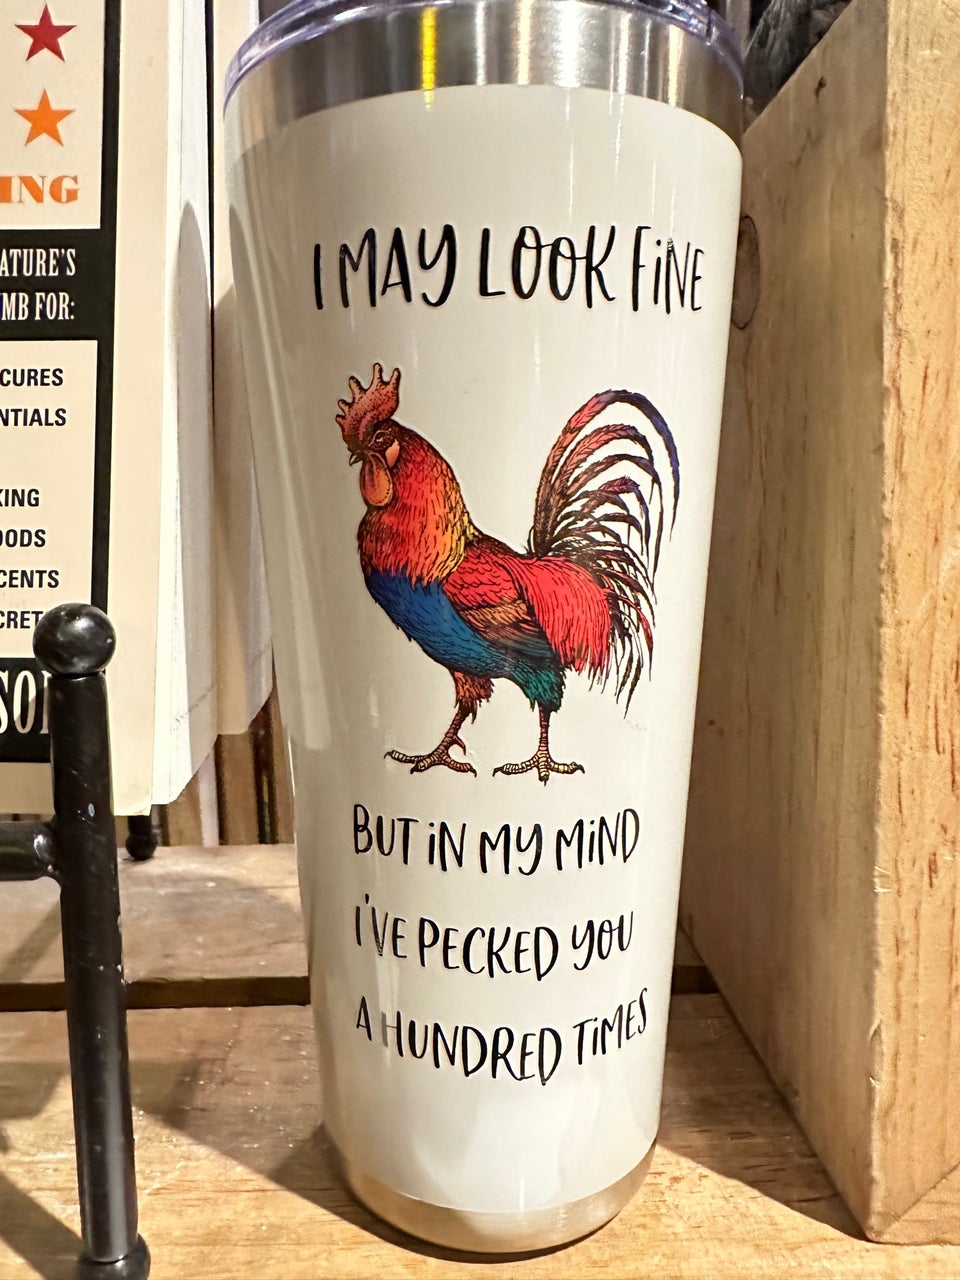 ING
ATURE'S
MB FOR:
CURES
NTIALS
KING
OODS
CENTS
CRET
SO
I MAY LOOK FiNE
BUT iN MY MiND
i'VE PECKED YOU
A HUNDRED TiMES